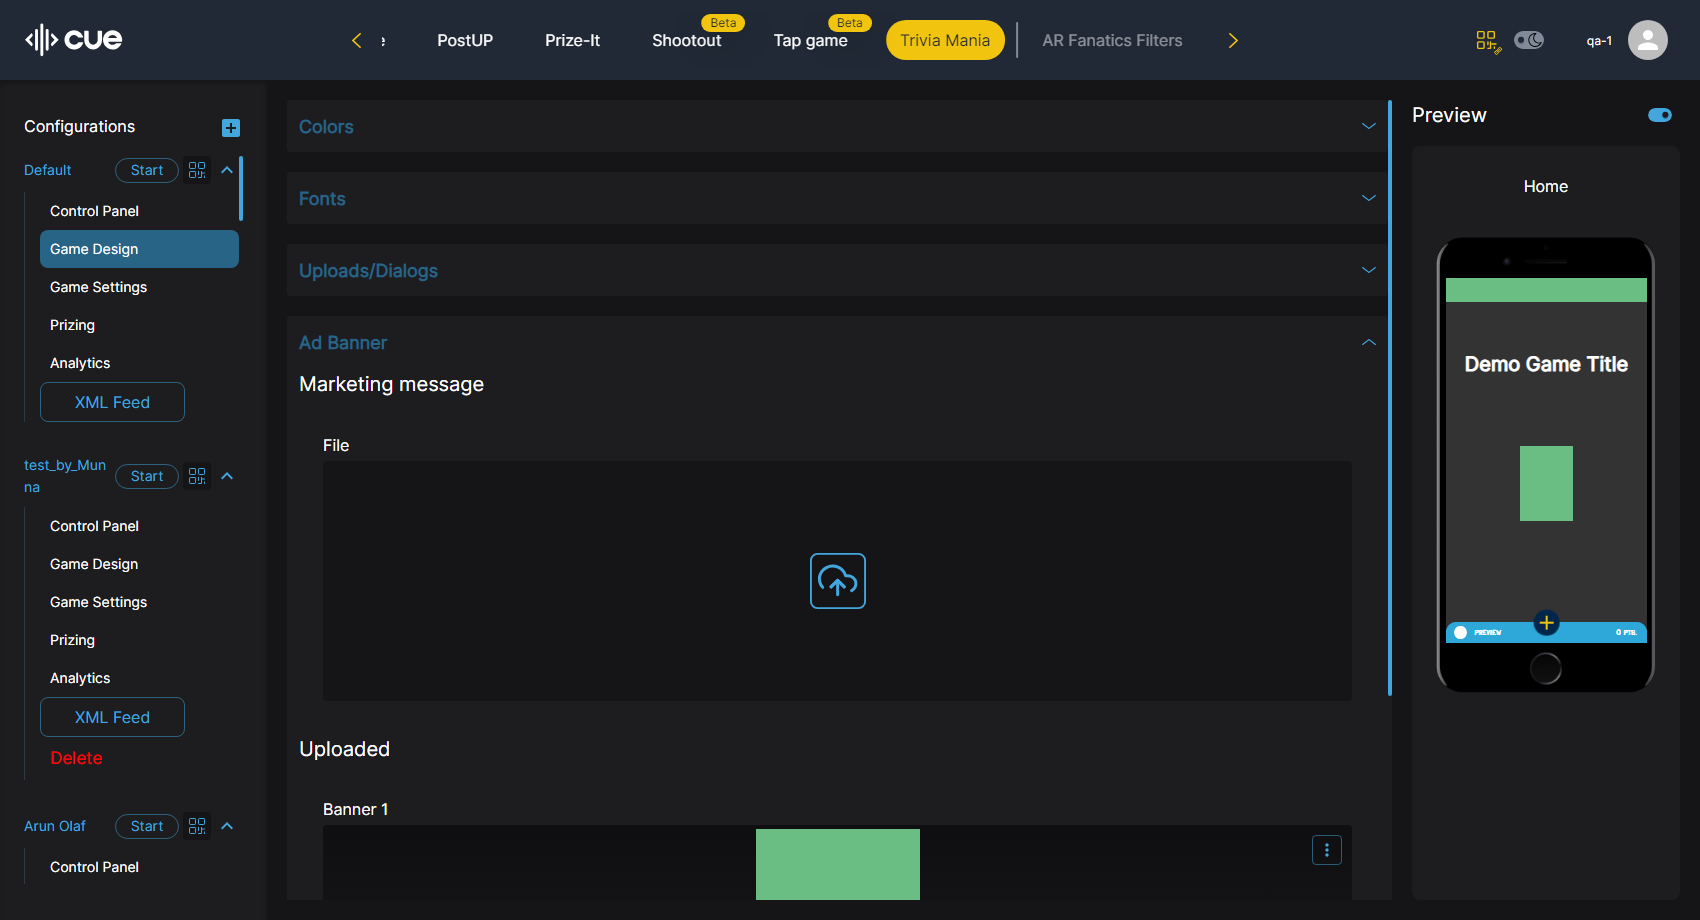 cue
PostUP
Prize-It
Beta
Shootout
Beta
Tap game
Trivia Mania
AR Fanatics Filters
qa-1
Configurations
Default
Start
Control Panel
Game Design
Game Settings
Prizing
Analytics
XML Feed
test_by_Mun
na
Start
Control Panel
Game Design
Game Settings
Prizing
Analytics
XML Feed
Delete
Arun Olaf
Start
Control Panel
Colors
Fonts
Uploads/Dialogs
Ad Banner
Marketing message
File
Uploaded
Banner 1
Preview
Home
Demo Game Title
PREVIEW
0 PTS.